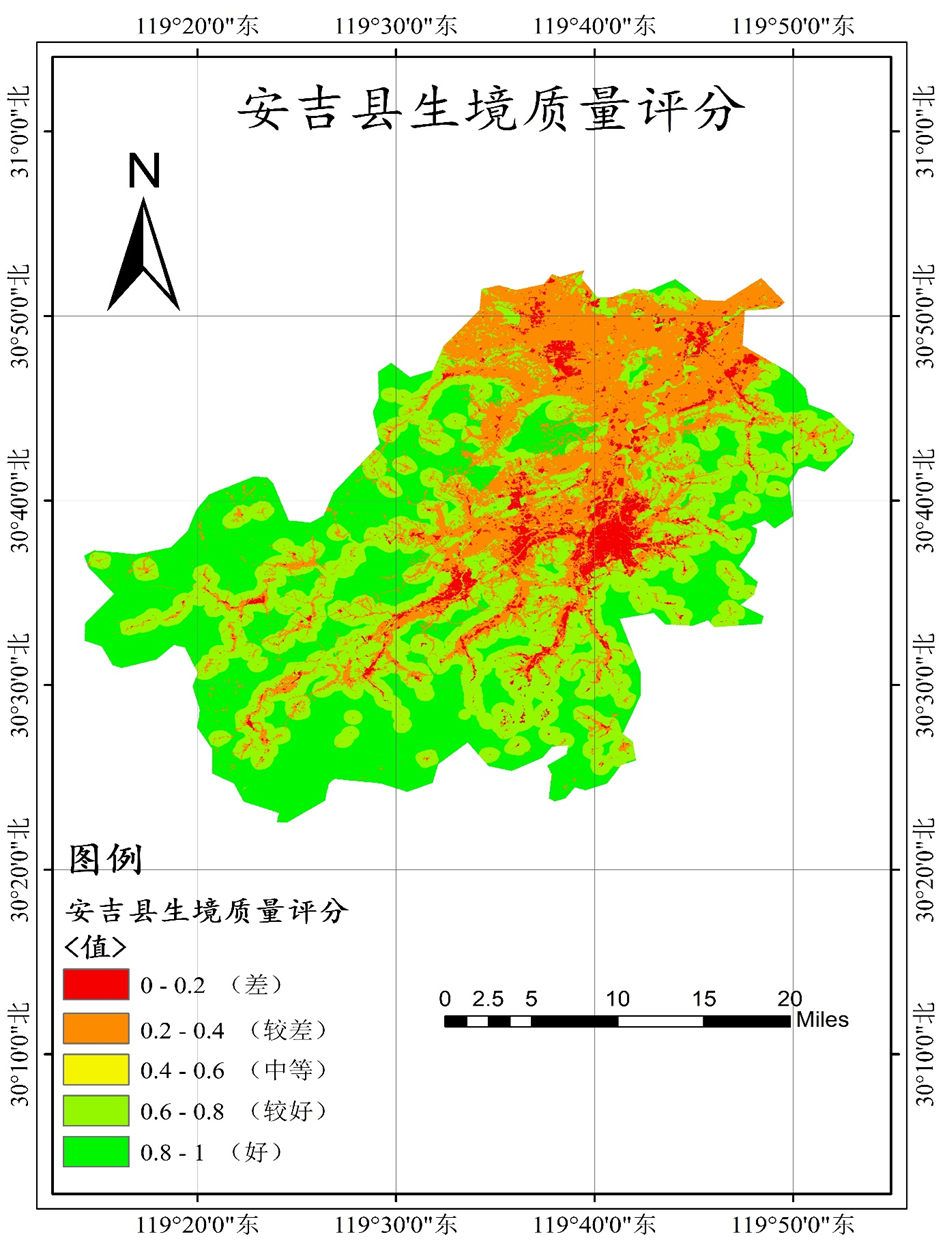 119°20'0"东 119°30'0"东 119°40'0"东 119°50'0"东
安吉县生境质量评分
N
31°0'0"北 31°0'0"北
30°50'0"北 30°50'0"北
30°40'0"北 30°40'0"北
30°30'0"北 30°30'0"北
30°20'0"北 30°20'0"北
30°10'0"北 30°10'0"北
图例
安吉县生境质量评分
<值>
0 - 0.2 （差）
0.2 - 0.4 （较差）
0.4 - 0.6 （中等）
0.6 - 0.8 （较好）
0.8 - 1 （好）
0 2.5 5 10 15 20
Miles
119°20'0"东 119°30'0"东 119°40'0"东 119°50'0"东